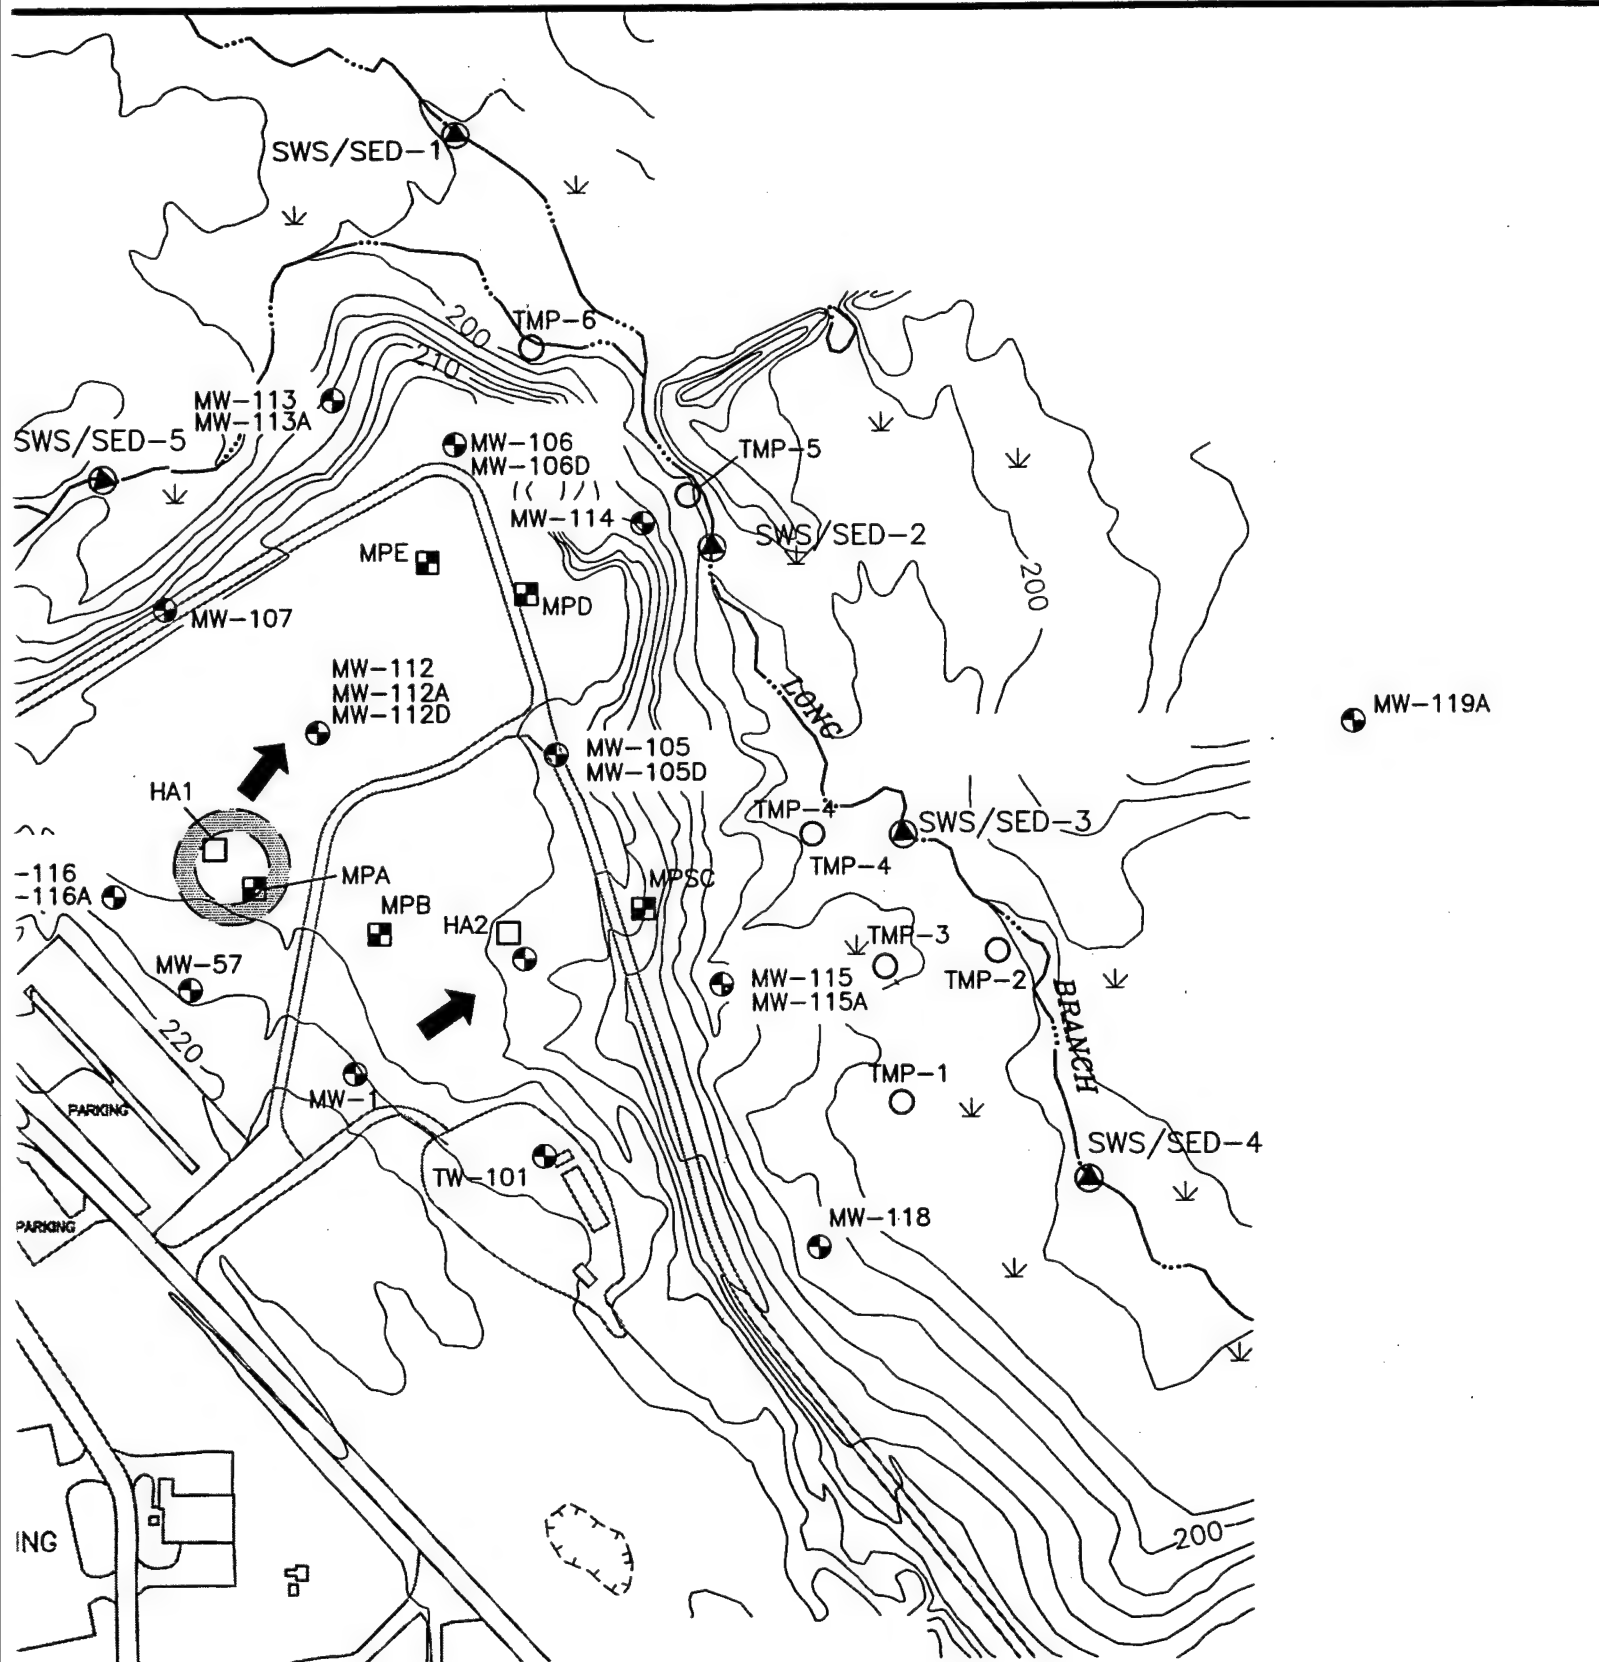 SWS/SED-1
200
TMP-6
210
MW-113
MW-113A
SWS/SED-5
MW-106
MW-106D
TMP-5
MW-114
SWS/SED-2
MPE
200
MPD
MW-107
MW-112
MW-112A
MW-112D
LONG
MW-119A
MW-105
MW-105D
HA1
TMP-4
SWS/SED-3
TMP-4
-116
-116A
MPA
MPSC
MPB
HA2
TMP-3
MW-57
TMP-2
MW-115
MW-115A
BRANCH
220
TMP-1
MW-1
PARKING
SWS/SED-4
TW-101
MW-118
PARKING
200
ING